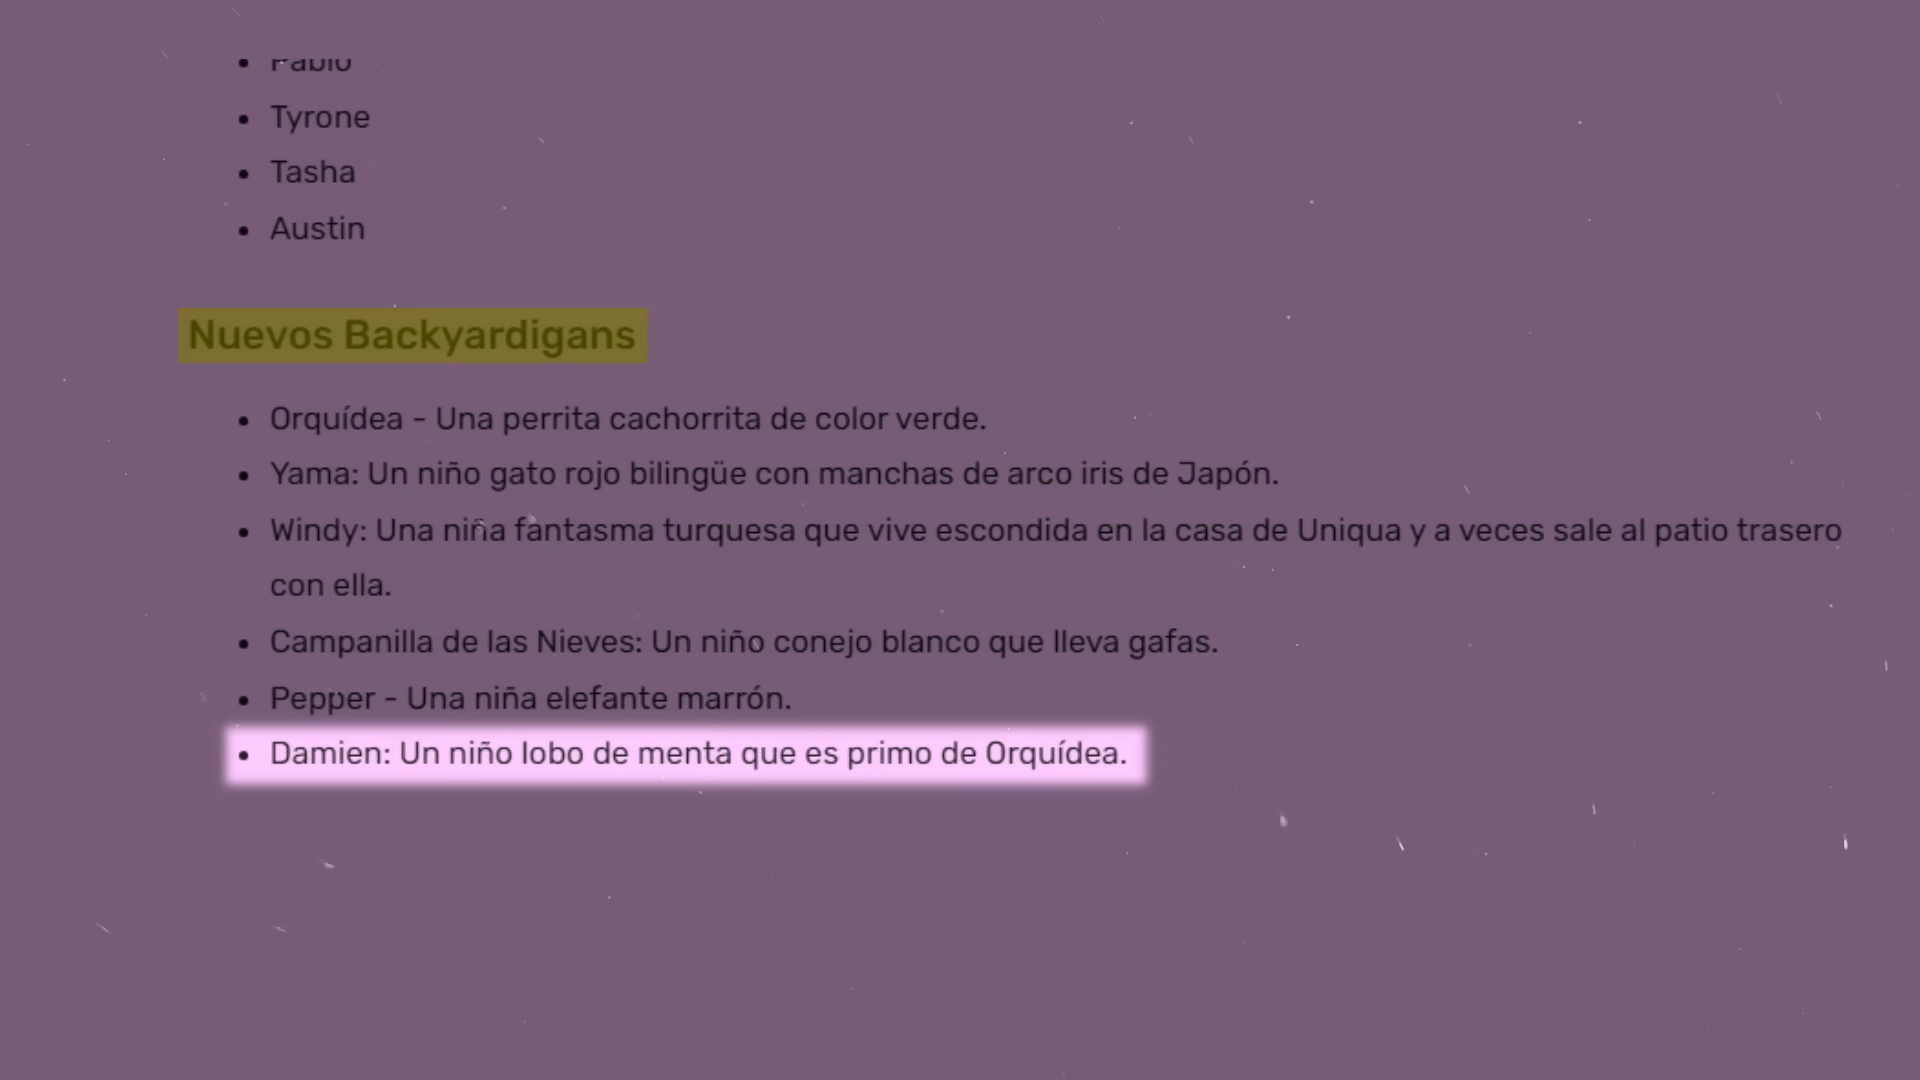 Pablo
Tyrone
Tasha
Austin
Nuevos Backyardigans
Orquídea - Una perrita cachorrita de color verde.
Yama: Un niño gato rojo bilingüe con manchas de arco iris de Japón.
Windy: Una niña fantasma turquesa que vive escondida en la casa de Uniqua y a veces sale al patio trasero
con ella.
Campanilla de las Nieves: Un niño conejo blanco que lleva gafas.
Pepper - Una niña elefante marrón.
Damien: Un niño lobo de menta que es primo de Orquídea.